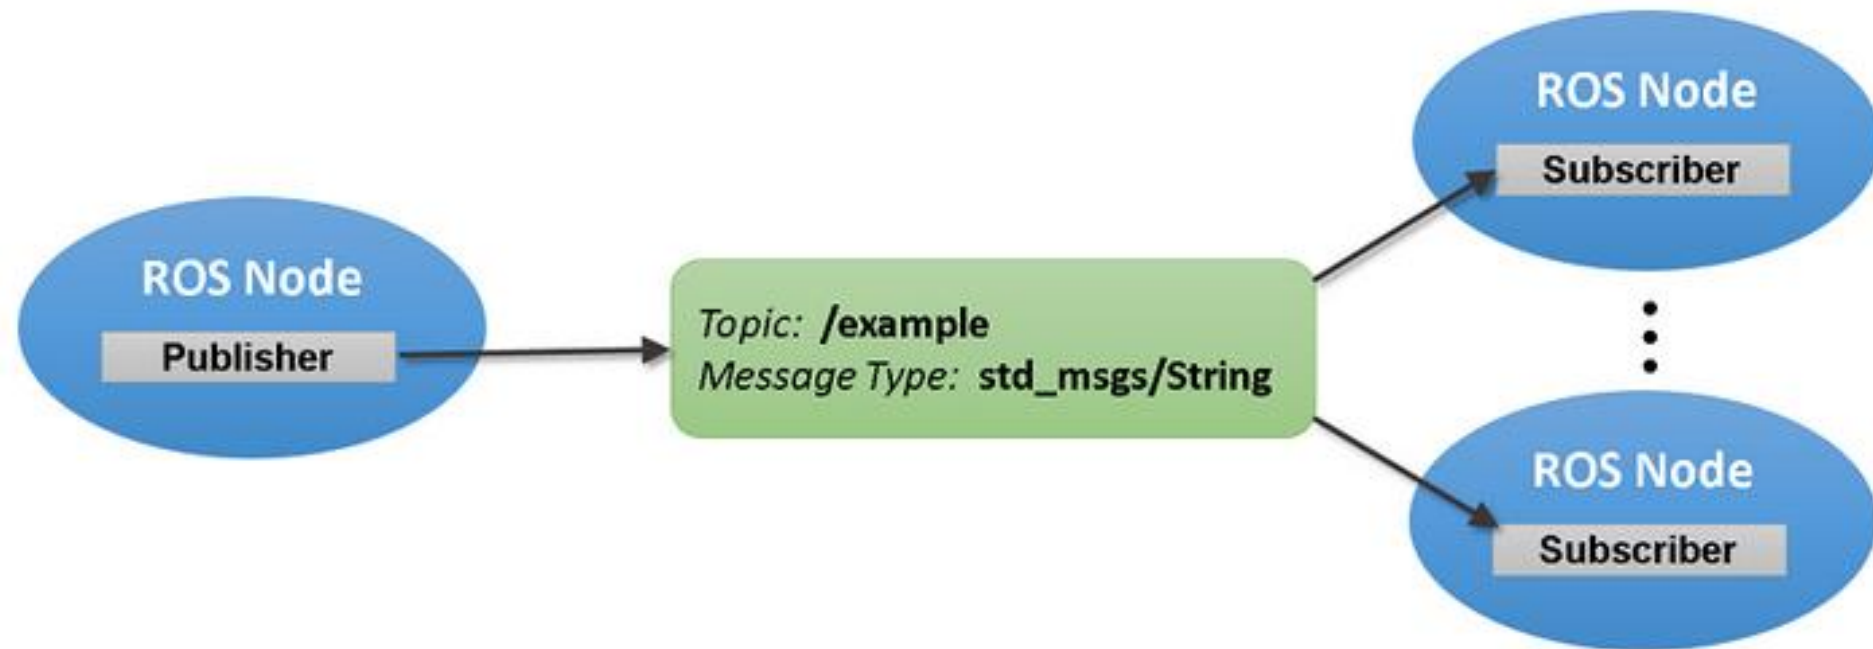 ROS Node
Publisher
Topic: /example
Message Type: std_msgs/String
ROS Node
Subscriber
ROS Node
Subscriber